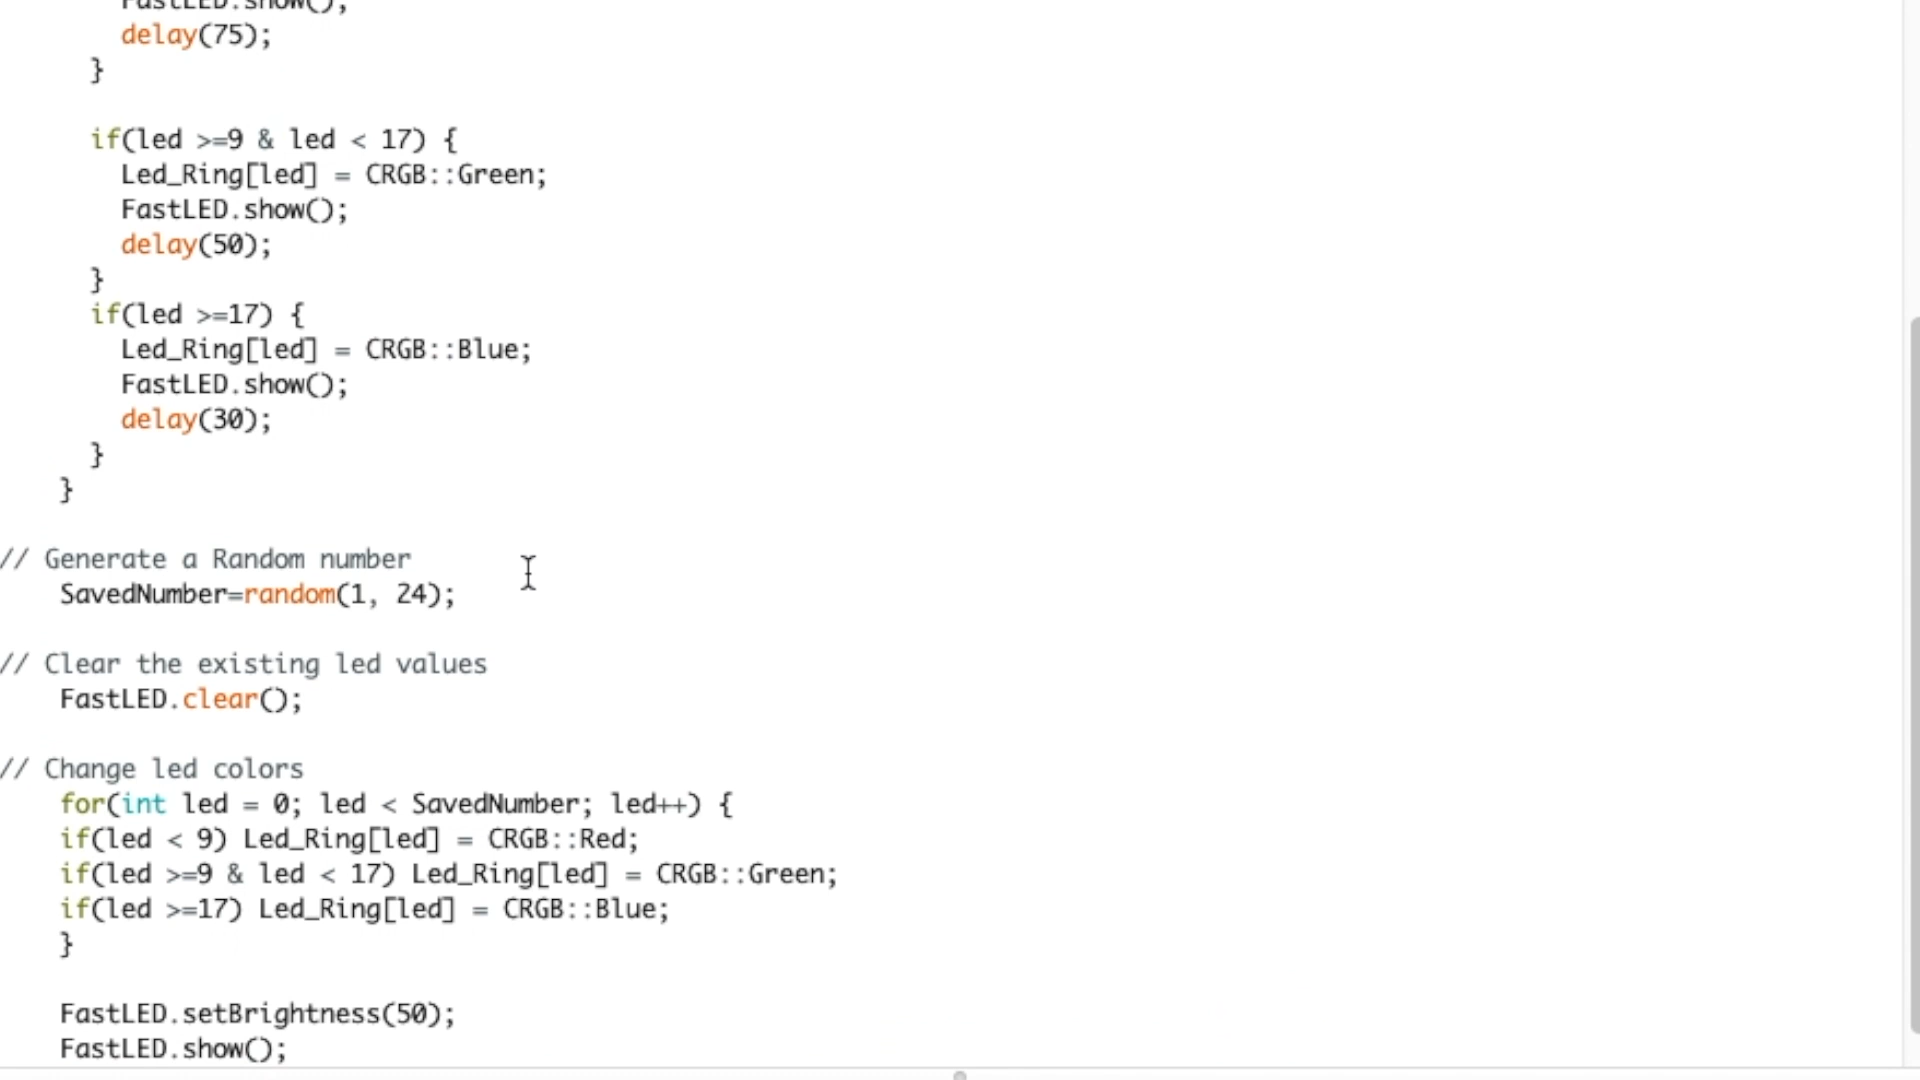 FastLED.show();
delay(75);
}
if(led >=9 & led < 17) {
Led_Ring[led] = CRGB::Green;
FastLED.show();
delay(50);
}
if(led >=17) {
Led_Ring[led] = CRGB::Blue;
FastLED.show();
delay(30);
}
}
// Generate a Random number
SavedNumber=random(1, 24);
// Clear the existing led values
FastLED.clear();
// Change led colors
for(int led = 0; led < SavedNumber; led++) {
if(led < 9) Led_Ring[led] = CRGB::Red;
if(led >=9 & led < 17) Led_Ring[led] = CRGB::Green;
if(led >=17) Led_Ring[led] = CRGB::Blue;
}
FastLED.setBrightness(50);
FastLED.show();